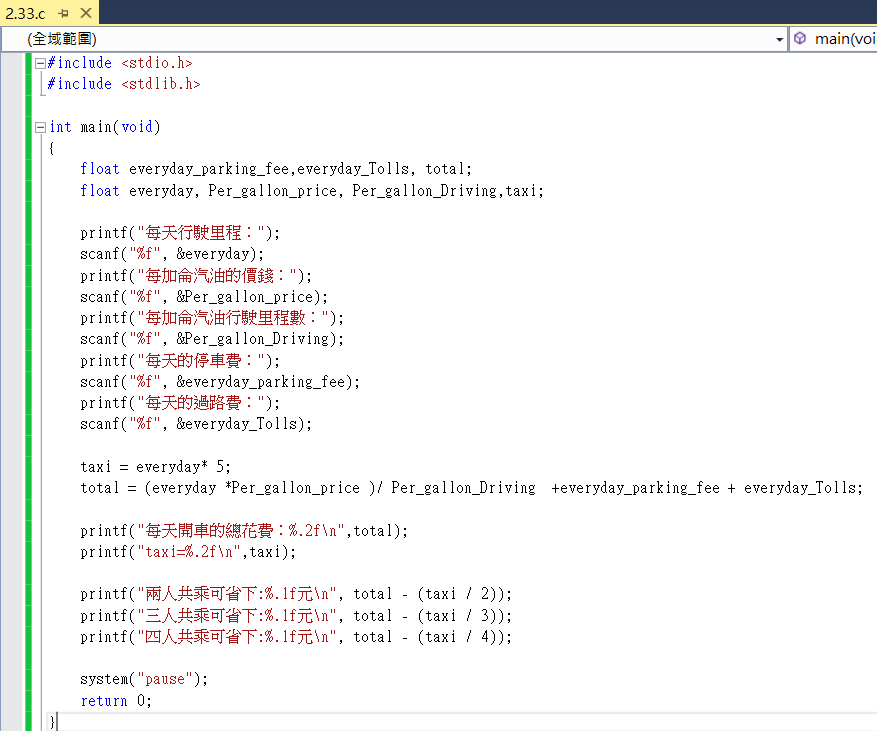 2.33.c
(全域範圍) main(voi
#include <stdio.h>
#include <stdlib.h>
int main(void)
{
float everyday_parking_fee,everyday_Tolls, total;
float everyday, Per_gallon_price, Per_gallon_Driving,taxi;
printf("每天行駛里程：");
scanf("%f", &everyday);
printf("每加侖汽油的價錢：");
scanf("%f", &Per_gallon_price);
printf("每加侖汽油行駛里程數：");
scanf("%f", &Per_gallon_Driving);
printf("每天的停車費：");
scanf("%f", &everyday_parking_fee);
printf("每天的過路費：");
scanf("%f", &everyday_Tolls);
taxi = everyday* 5;
total = (everyday *Per_gallon_price )/ Per_gallon_Driving  +everyday_parking_fee + everyday_Tolls;
printf("每天開車的總花費：%.2f\n",total);
printf("taxi=%.2f\n",taxi);
printf("兩人共乘可省下:%.1f元\n", total - (taxi / 2));
printf("三人共乘可省下:%.1f元\n", total - (taxi / 3));
printf("四人共乘可省下:%.1f元\n", total - (taxi / 4));
system("pause");
return 0;
}